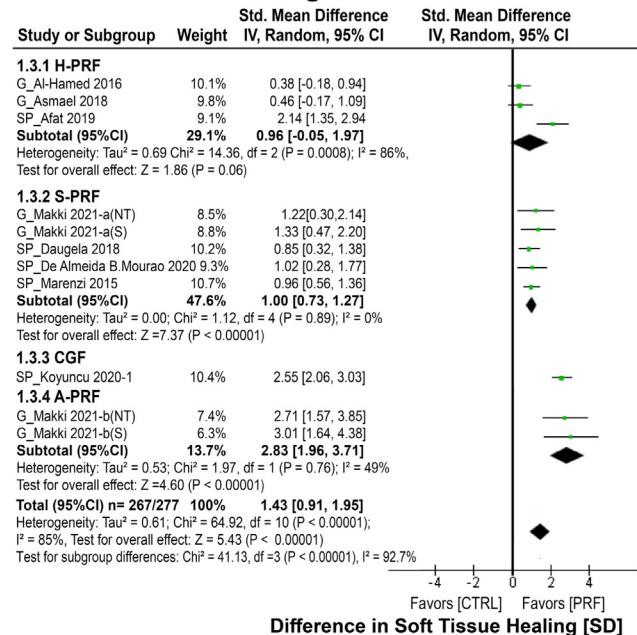 Std. Mean Difference Std. Mean Difference
Study or Subgroup Weight IV, Random, 95% CI IV, Random, 95% CI
1.3.1 H-PRF
G_Al-Hamed 2016 10.1% 0.38 [-0.18, 0.94]
G_Asmael 2018 9.8% 0.46 [-0.17, 1.09]
SP_Afat 2019 9.1% 2.14 [1.35, 2.94
Subtotal (95%CI) 29.1% 0.96 [-0.05, 1.97]
Heterogeneity: Tau² = 0.69 Chi² = 14.36, df = 2 (P = 0.0008); I² = 86%,
Test for overall effect: Z = 1.86 (P = 0.06)
1.3.2 S-PRF
G_Makki 2021-a(NT) 8.5% 1.22[0.30,2.14]
G_Makki 2021-a(S) 8.8% 1.33 [0.47, 2.20]
SP_Daugela 2018 10.2% 0.85 [0.32, 1.38]
SP_De Almeida B.Mourao 2020 9.3% 1.02 [0.28, 1.77]
SP_Marenzi 2015 10.7% 0.96 [0.56, 1.36]
Subtotal (95%CI) 47.6% 1.00 [0.73, 1.27]
Heterogeneity: Tau² = 0.00; Chi² = 1.12, df = 4 (P = 0.89); I² = 0%
Test for overall effect: Z =7.37 (P < 0.00001)
1.3.3 CGF
SP_Koyuncu 2020-1 10.4% 2.55 [2.06, 3.03]
1.3.4 A-PRF
G_Makki 2021-b(NT) 7.4% 2.71 [1.57, 3.85]
G_Makki 2021-b(S) 6.3% 3.01 [1.64, 4.38]
Subtotal (95%CI) 13.7% 2.83 [1.96, 3.71]
Heterogeneity: Tau² = 0.53; Chi² = 1.97, df = 1 (P = 0.76); I² = 49%
Test for overall effect: Z =4.60 (P < 0.00001)
Total (95%CI) n= 267/277 100% 1.43 [0.91, 1.95]
Heterogeneity: Tau² = 0.61; Chi² = 64.92, df = 10 (P < 0.00001);
I² = 85%, Test for overall effect: Z = 5.43 (P < 0.00001)
Test for subgroup differences: Chi² = 41.13, df =3 (P < 0.00001), I² = 92.7%
-4 -2 0 2 4
Favors [CTRL] Favors [PRF]
Difference in Soft Tissue Healing [SD]